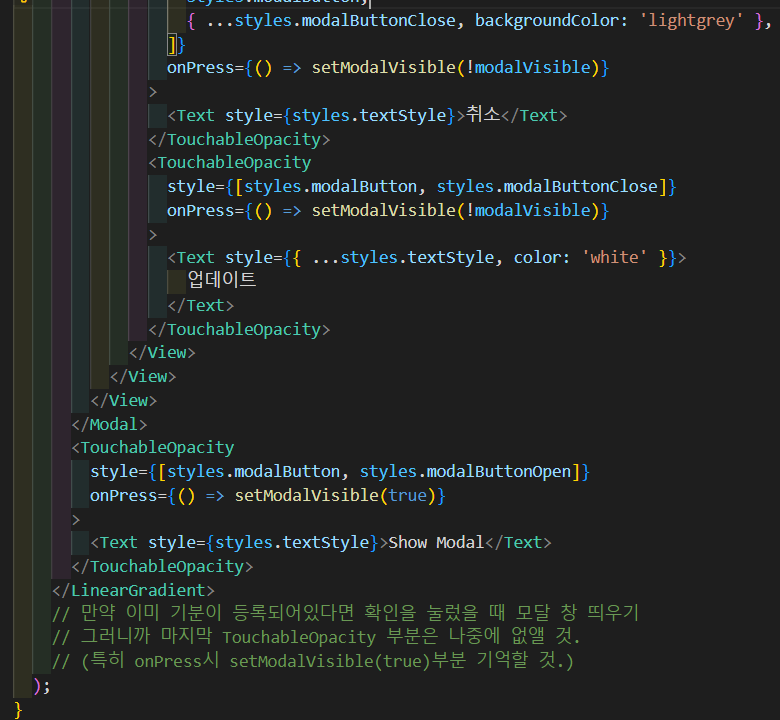 { ...styles.modalButtonClose, backgroundColor: 'lightgrey' },
]}
onPress={() => setModalVisible(!modalVisible)}
>
<Text style={styles.textStyle}>취소</Text>
</TouchableOpacity>
<TouchableOpacity
style={[styles.modalButton, styles.modalButtonClose]}
onPress={() => setModalVisible(!modalVisible)}
>
<Text style={{ ...styles.textStyle, color: 'white' }}>
업데이트
</Text>
</TouchableOpacity>
</View>
</View>
</View>
</Modal>
<TouchableOpacity
style={[styles.modalButton, styles.modalButtonOpen]}
onPress={() => setModalVisible(true)}
>
<Text style={styles.textStyle}>Show Modal</Text>
</TouchableOpacity>
</LinearGradient>
// 만약 이미 기분이 등록되어있다면 확인을 눌렀을 때 모달 창 띄우기
// 그러니까 마지막 TouchableOpacity 부분은 나중에 없앨 것.
// (특히 onPress시 setModalVisible(true)부분 기억할 것.)
);
}